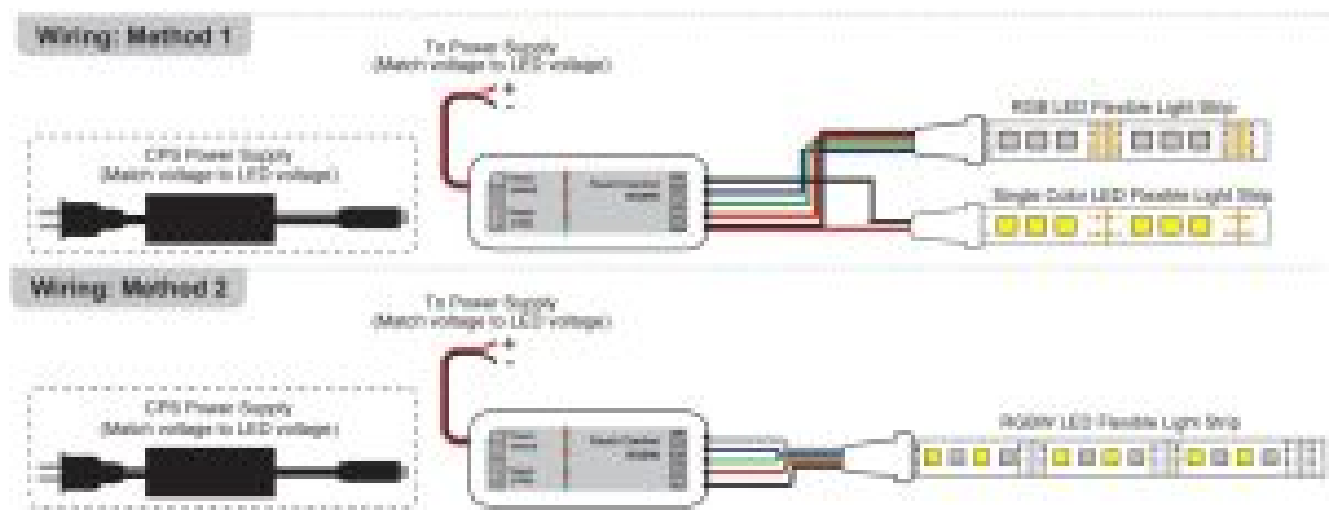 Wiring: Method 1
To Power Supply
(Match voltage to LED voltage)
+
-
CPS Power Supply
(Match voltage to LED voltage)
RGB LED Flexible Light Strip
Single Color LED Flexible Light Strip
Wiring: Method 2
To Power Supply
(Match voltage to LED voltage)
+
-
CPS Power Supply
(Match voltage to LED voltage)
RGBW LED Flexible Light Strip